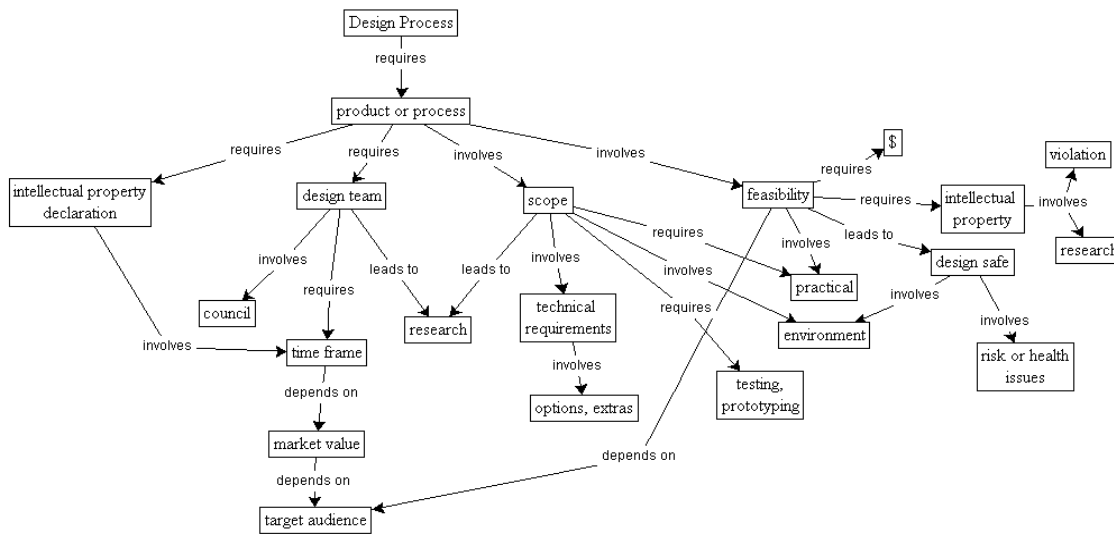 Design Process
requires
product or process
requires
requires
involves
involves
requires
$
violation
intellectual property
declaration
design team
scope
feasibility
requires
intellectual
property
involves
research
involves
requires
leads to
leads to
involves
requires
involves
involves
requires
leads to
design safe
council
research
technical
requirements
practical
involves
involves
time frame
environment
involves
involves
risk or health
issues
depends on
options, extras
testing,
prototyping
market value
depends on
depends on
target audience